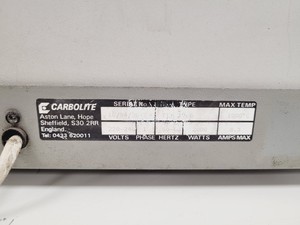 CARBOLITE
Aston Lane, Hope
Sheffield, S30 2RR
England.
Tel: 0433 620011
SERIAL No. TYPE MAX TEMP
VOLTS PHASE HERTZ WATTS AMPS MAX